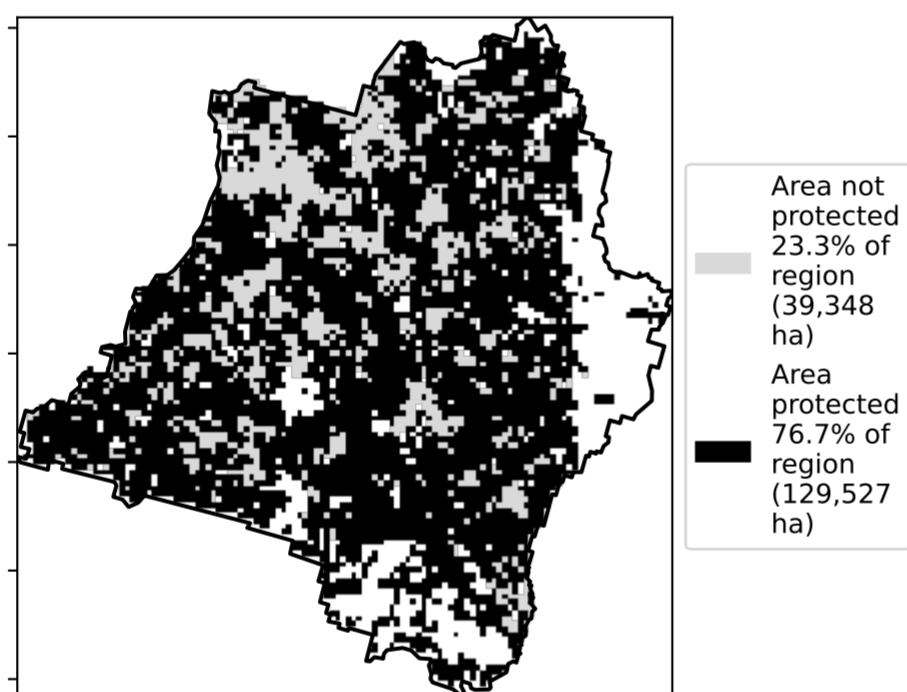 Area not
protected
23.3% of
region
(39,348
ha)
Area
protected
76.7% of
region
(129,527
ha)